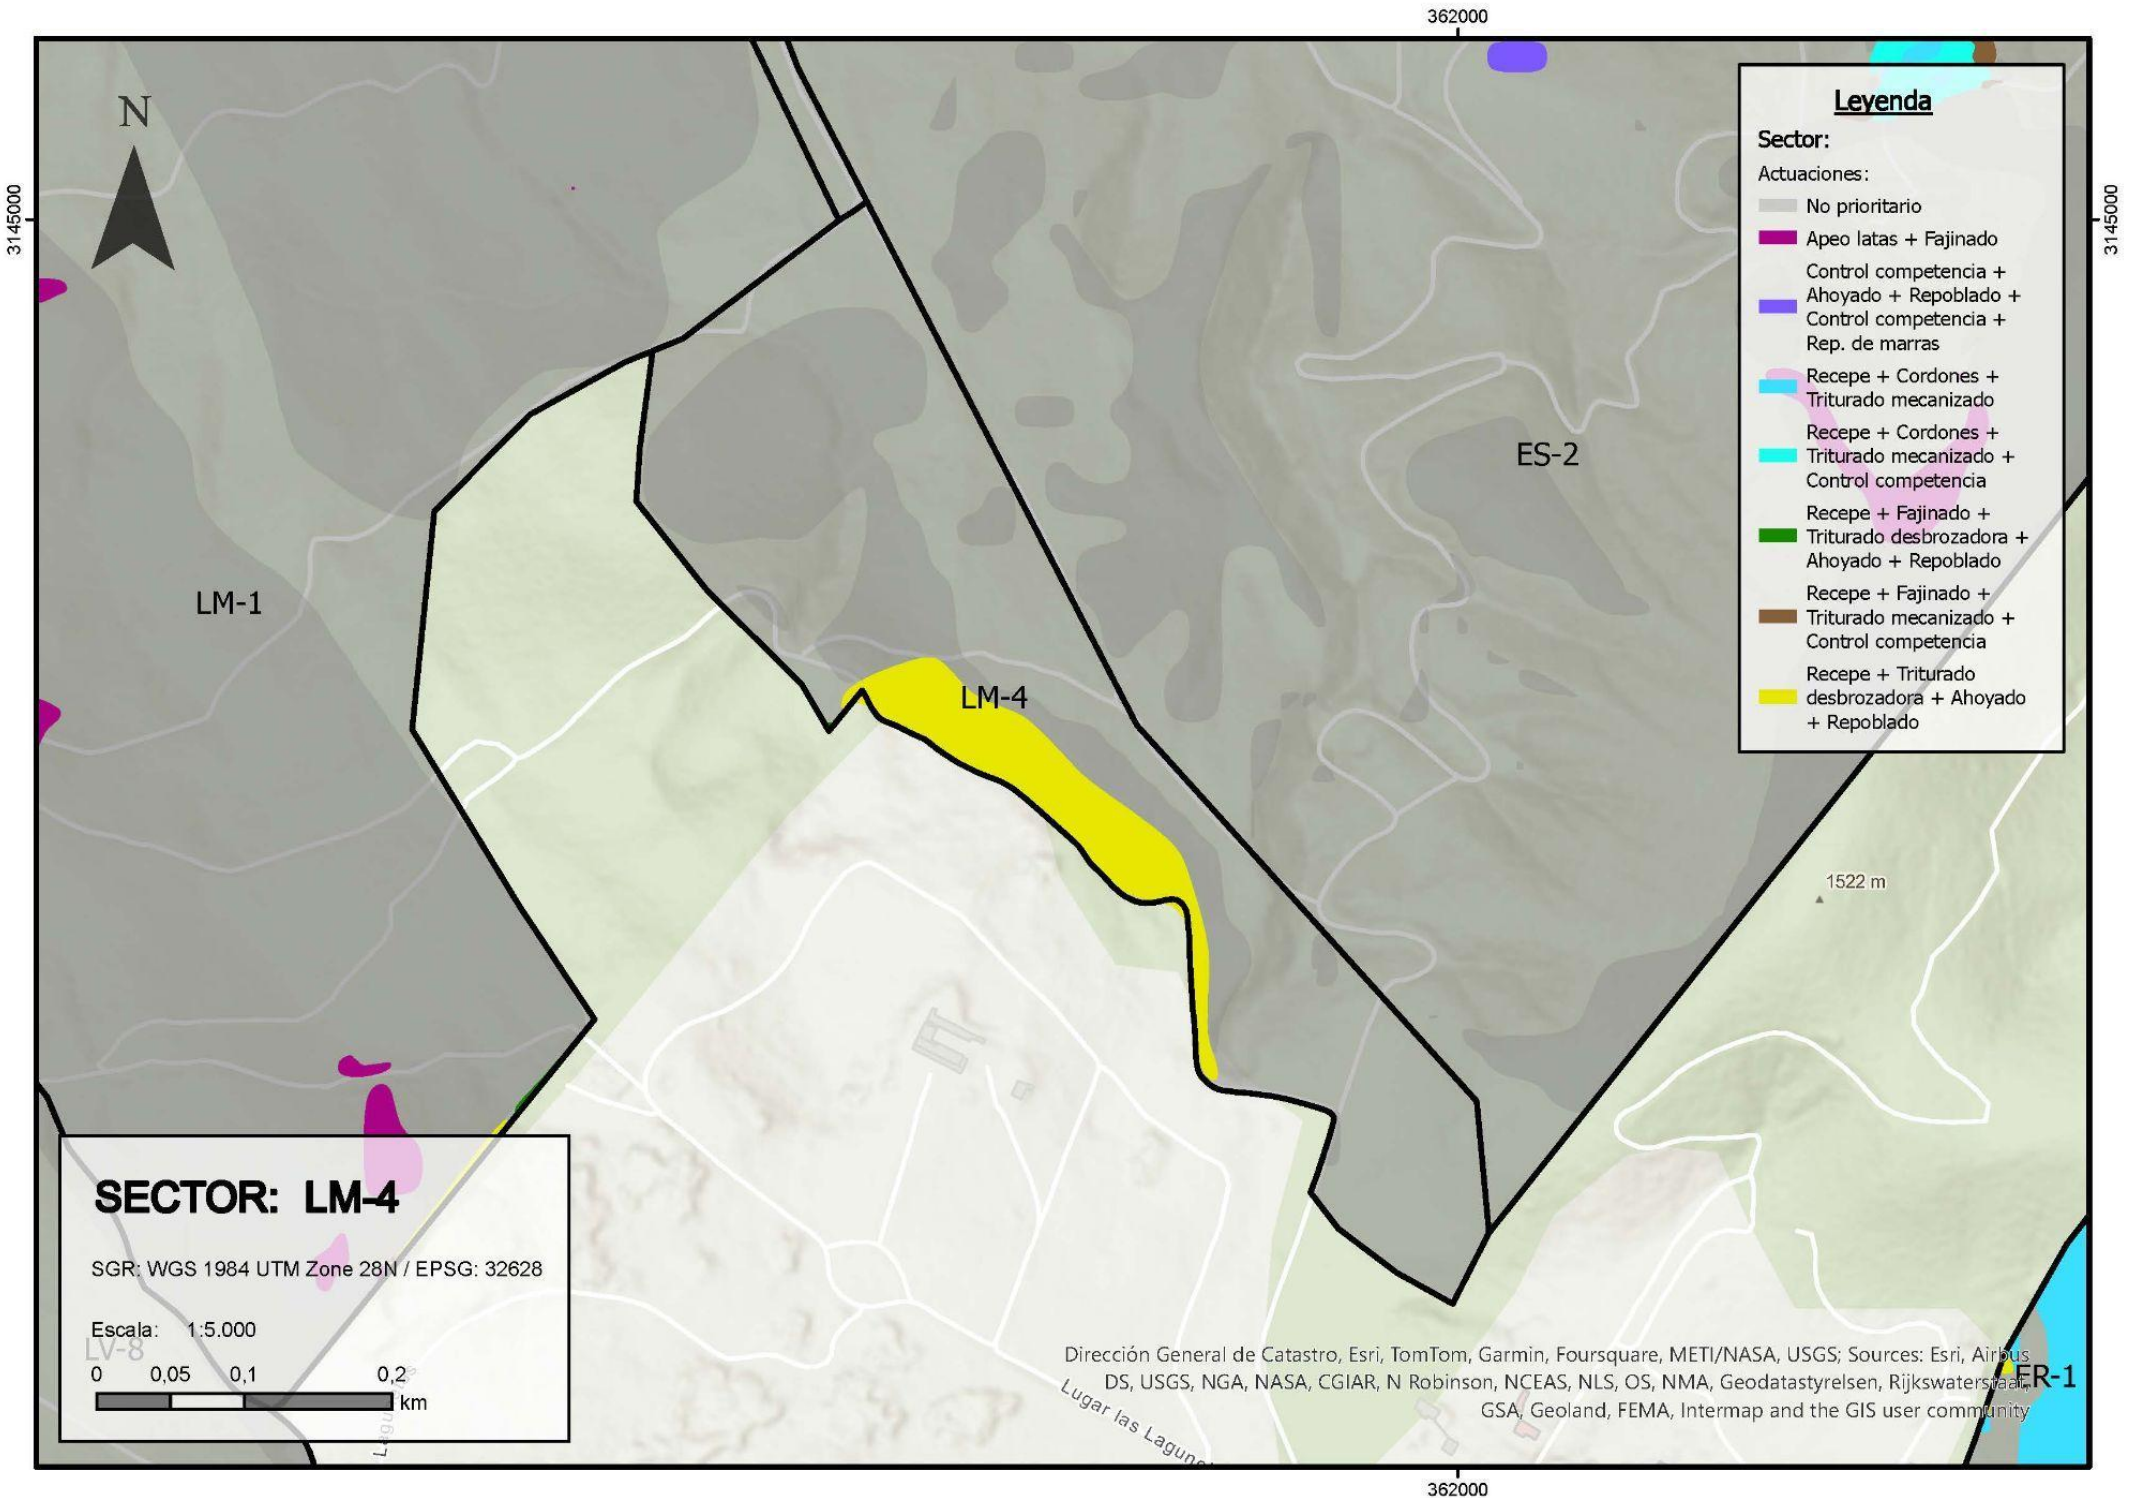 362000
N
3145000
3145000
Leyenda
Sector:
Actuaciones:
No prioritario
Apeo latas + Fajinado
Control competencia +
Ahoyado + Repoblado +
Control competencia +
Rep. de marras
Recepe + Cordones +
Triturado mecanizado
Recepe + Cordones +
Triturado mecanizado +
Control competencia
Recepe + Fajinado +
Triturado desbrozadora +
Ahoyado + Repoblado
Recepe + Fajinado +
Triturado mecanizado +
Control competencia
Recepe + Triturado
desbrozadora + Ahoyado
+ Repoblado
ES-2
LM-1
LM-4
1522 m
SECTOR: LM-4
SGR: WGS 1984 UTM Zone 28N / EPSG: 32628
Escala: 1:5.000
LV-8
0 0,05 0,1 0,2
km
Lugar las Lagune
Dirección General de Catastro, Esri, TomTom, Garmin, Foursquare, METI/NASA, USGS; Sources: Esri, Airbus
DS, USGS, NGA, NASA, CGIAR, N Robinson, NCEAS, NLS, OS, NMA, Geodatastyrelsen, Rijkswaterstaat,
GSA, Geoland, FEMA, Intermap and the GIS user community
ER-1
362000